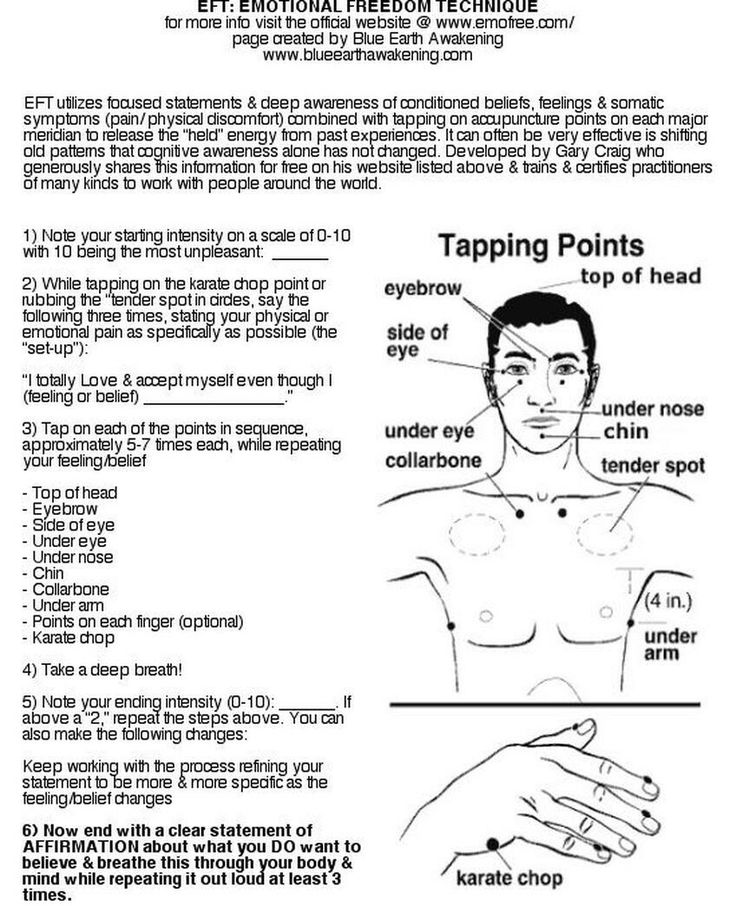 EFT: EMOTIONAL FREEDOM TECHNIQUE
for more info visit the official website @ www.emofree.com/
page created by Blue Earth Awakening
www.blueearthawakening.com
EFT utilizes focused statements & deep awareness of conditioned beliefs, feelings & somatic
symptoms (pain/ physical discomfort) combined with tapping on accupuncture points on each major
meridian to release the "held" energy from past experiences. It can often be very effective is shifting
old patterns that cognitive awareness alone has not changed. Developed by Gary Craig who
generously shares this information for free on his website listed above & trains & certifies practitioners
of many kinds to work with people around the world.
1) Note your starting intensity on a scale of 0-10
with 10 being the most unpleasant: _______
2) While tapping on the karate chop point or
rubbing the "tender spot in circles, say the
following three times, stating your physical or
emotional pain as specifically as possible (the
"set-up"):
"I totally Love & accept myself even though I
(feeling or belief) _________________."
3) Tap on each of the points in sequence,
approximately 5-7 times each, while repeating
your feeling/belief
- Top of head
- Eyebrow
- Side of eye
- Under eye
- Under nose
- Chin
- Collarbone
- Under arm
- Points on each finger (optional)
- Karate chop
4) Take a deep breath!
5) Note your ending intensity (0-10): _______. If
above a "2," repeat the steps above. You can
also make the following changes:
Keep working with the process refining your
statement to be more & more specific as the
feeling/belief changes
6) Now end with a clear statement of
AFFIRMATION about what you DO want to
believe & breathe this through your body &
mind while repeating it out loud at least 3
times.
Tapping Points
top of head
eyebrow
side of
eye
under nose
under eye
chin
collarbone
tender spot
(4 in.)
under
arm
karate chop